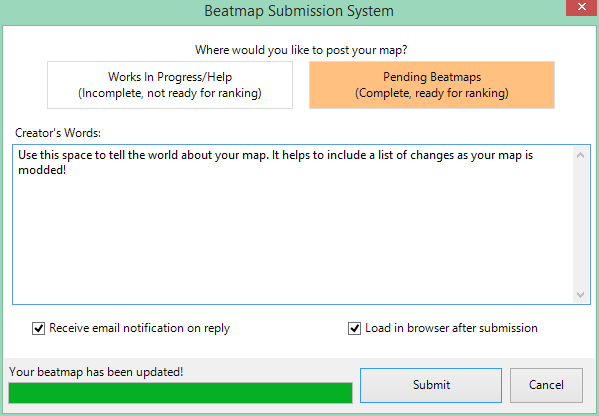 Beatmap Submission System
Where would you like to post your map?
Works In Progress/Help
(Incomplete, not ready for ranking)
Pending Beatmaps
(Complete, ready for ranking)
Creator's Words:
Use this space to tell the world about your map. It helps to include a list of changes as your map is
modded!
Receive email notification on reply
Load in browser after submission
Your beatmap has been updated!
Submit
Cancel